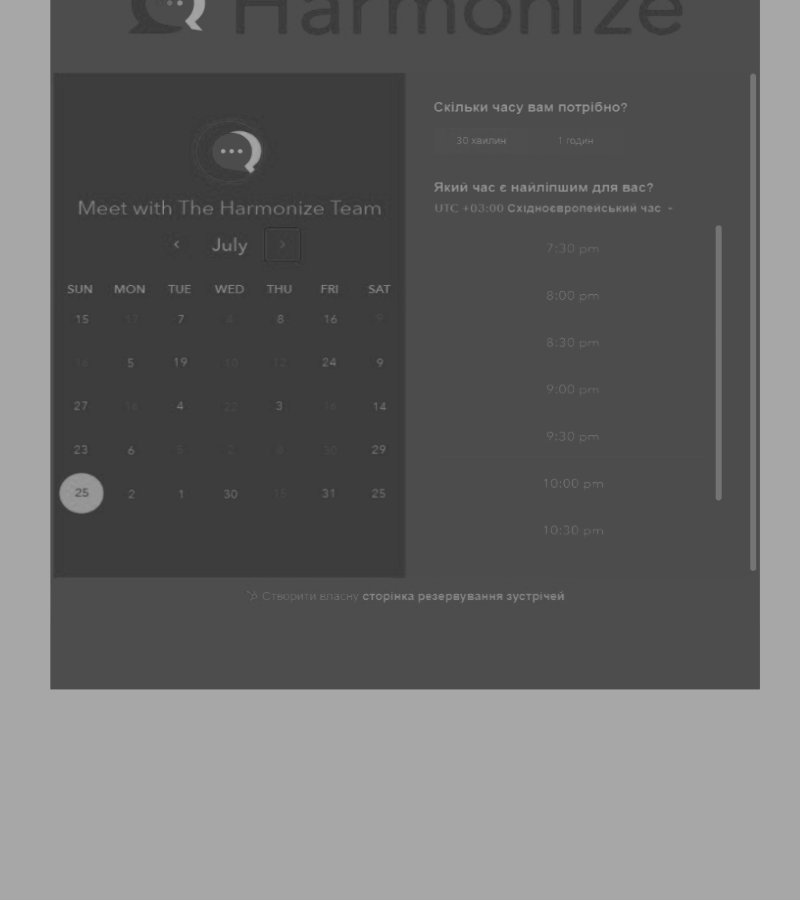 Harmonize
Meet with The Harmonize Team
July
SUN MON TUE WED THU FRI SAT
15 17 7 4 8 16 9
5 19 10 12 24 9
27 16 4 22 3 14
23 6 5 2 8 30 29
25 2 1 30 15 31 25
Скільки часу вам потрібно?
30 хвилин 1 годин
Який час є найліпшим для вас?
UTC +03:00 Східноєвропейський час
7:30 pm
8:00 pm
8:30 pm
9:00 pm
9:30 pm
10:00 pm
10:30 pm
Створити власну сторінка резервування зустрічей